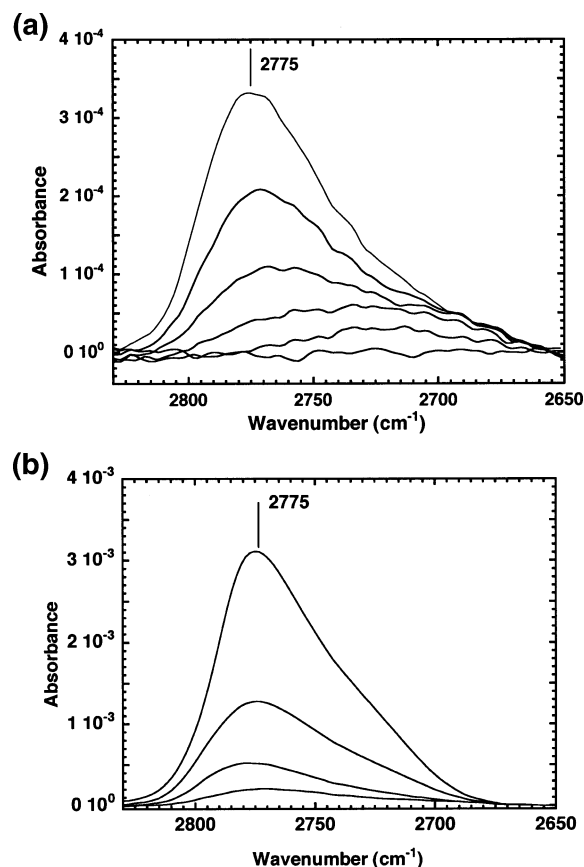 (a)
4 10⁻⁴
3 10⁻⁴
2 10⁻⁴
1 10⁻⁴
0 10⁰
Absorbance
2775
2800 2750 2700 2650
Wavenumber (cm⁻¹)
(b)
4 10⁻³
3 10⁻³
2 10⁻³
1 10⁻³
0 10⁰
Absorbance
2775
2800 2750 2700 2650
Wavenumber (cm⁻¹)